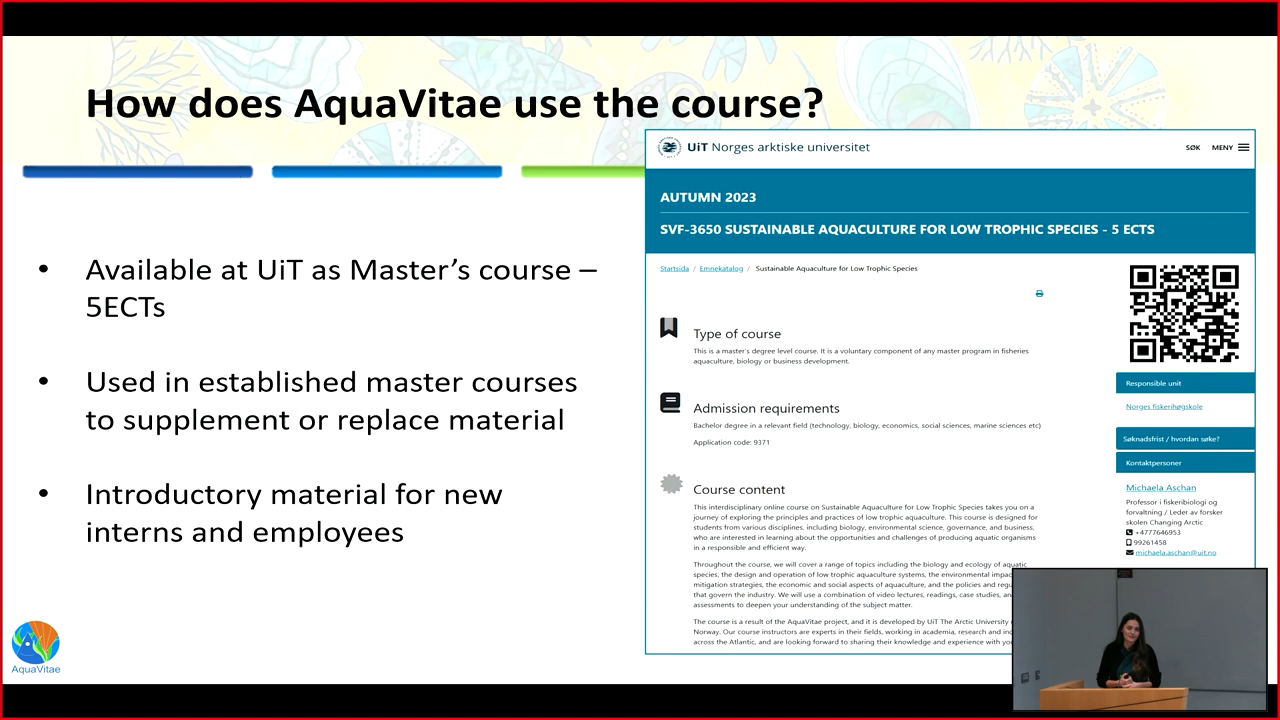 How does AquaVitae use the course?
• Available at UiT as Master's course –
5ECTs
• Used in established master courses
to supplement or replace material
• Introductory material for new
interns and employees
AquaVitae
UiT Norges arktiske universitet
SØK MENY
AUTUMN 2023
SVF-3650 SUSTAINABLE AQUACULTURE FOR LOW TROPHIC SPECIES - 5 ECTS
Startsida / Emnekatalog / Sustainable Aquaculture for Low Trophic Species
Type of course
This is a master's degree level course. It is a voluntary component of any master program in fisheries
aquaculture, biology or business development.
Admission requirements
Bachelor degree in a relevant field (technology, biology, economics, social sciences, marine sciences etc)
Application code: 9371
Course content
This interdisciplinary online course on Sustainable Aquaculture for Low Trophic Species takes you on a
journey of exploring the principles and practices of low trophic aquaculture. This course is designed for
students from various disciplines, including biology, environmental science, governance, and business,
who are interested in learning about the opportunities and challenges of producing aquatic organisms
in a responsible and efficient way.
Throughout the course, we will cover a range of topics including the biology and ecology of aquatic
species, the design and operation of low trophic aquaculture systems, the environmental
mitigation strategies, the economic and social aspects of aquaculture, and the policies and
that govern the industry. We will use a combination of video lectures, readings, case studies,
assessments to deepen your understanding of the subject matter.
The course is a result of the AquaVitae project, and it is developed by UiT The Arctic University
Norway. Our course instructors are experts in their fields, working in academia, research and
across the Atlantic, and are looking forward to sharing their knowledge and experience with
Responsible unit
Norges fiskerihøgskole
Søknadsfrist / hvordan søke?
Kontaktpersoner
Michaela Aschan
Professor i fiskeribiologi og
forvaltning / Leder av forsker
skolen Changing Arctic
+4777646953
99261458
michaela.aschan@uit.no